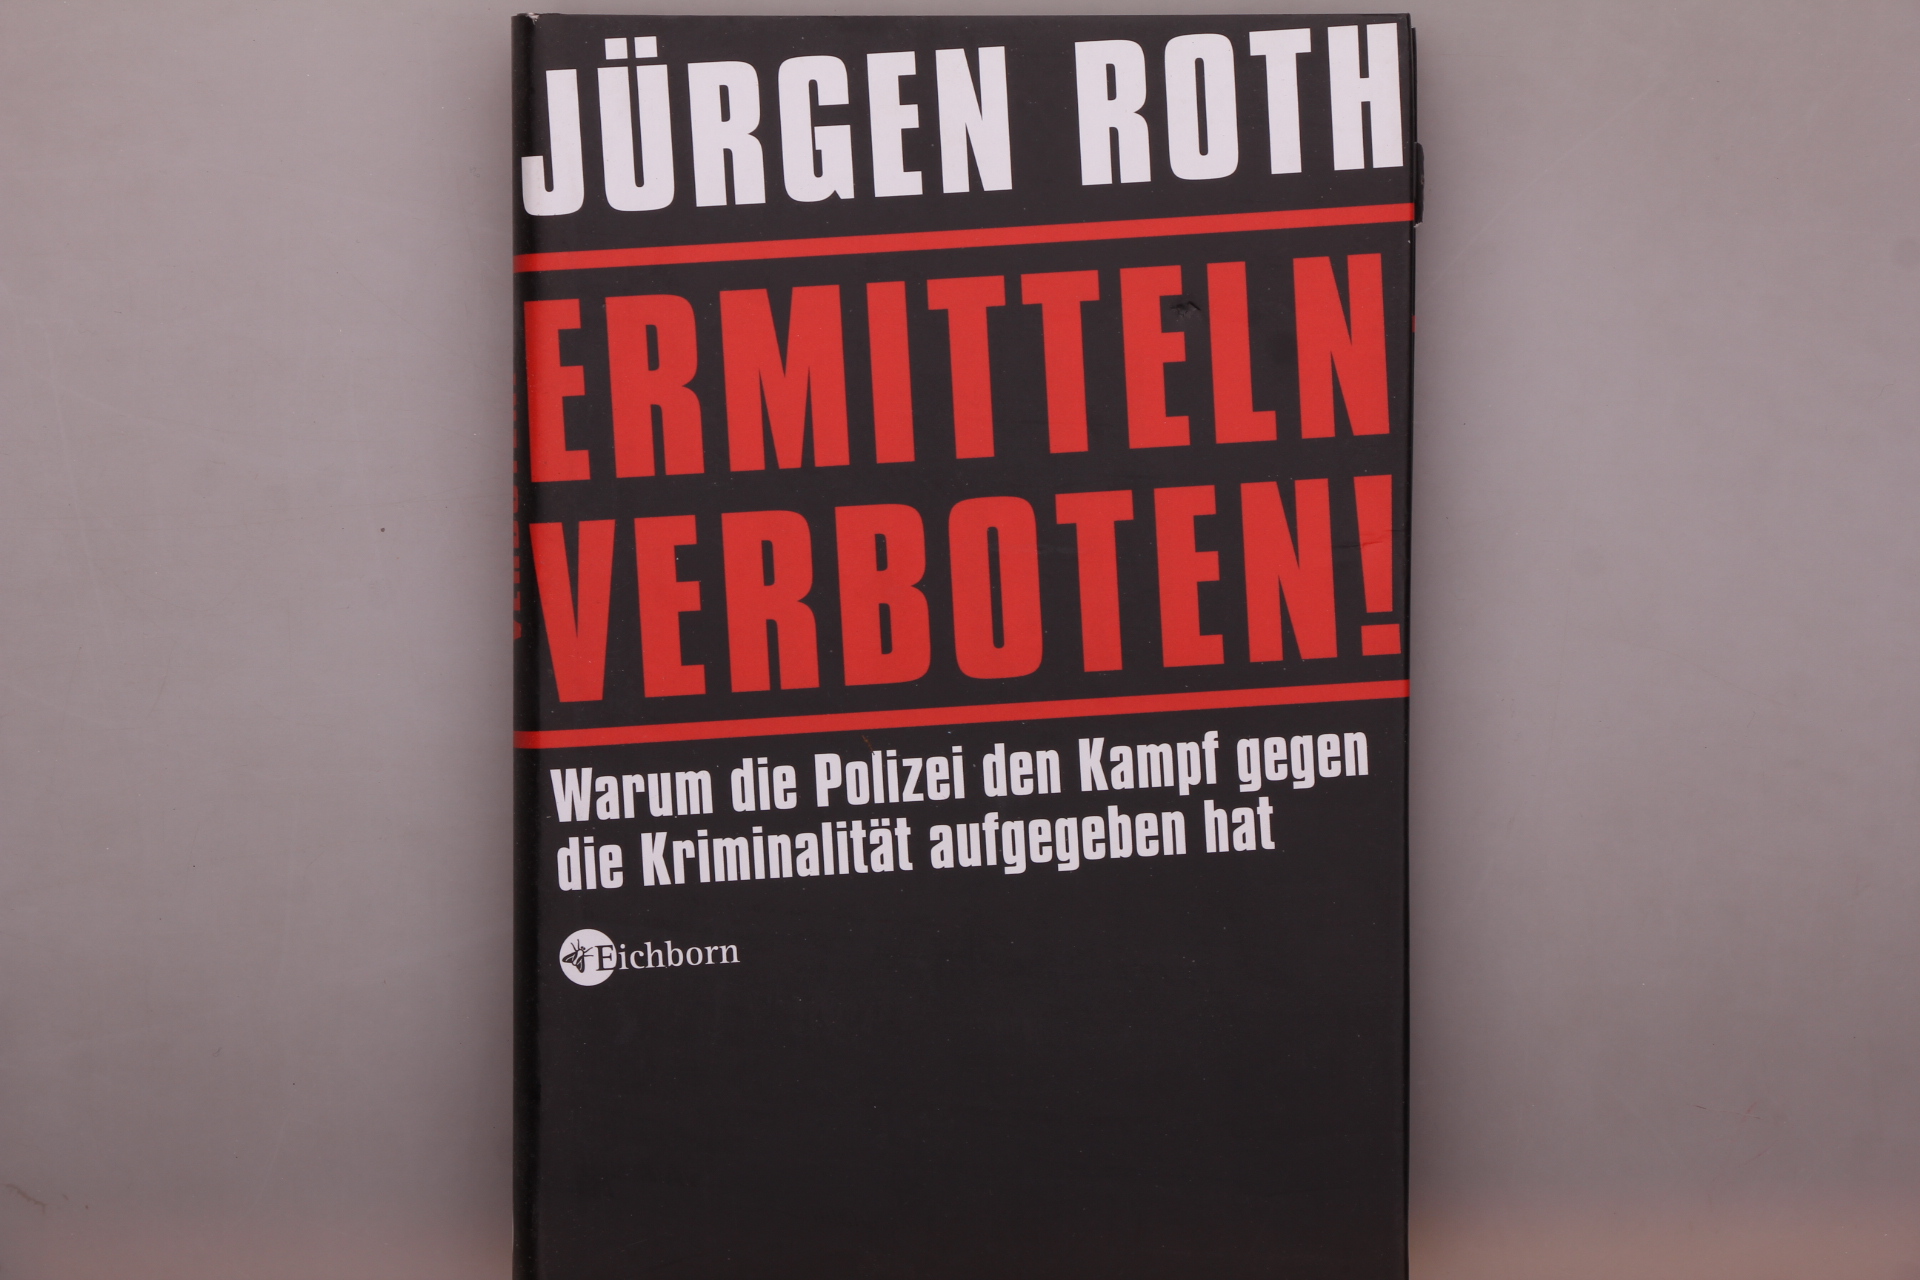 JÜRGEN ROTH
ERMITTELN
VERBOTEN!
Warum die Polizei den Kampf gegen
die Kriminalität aufgegeben hat
Eichborn